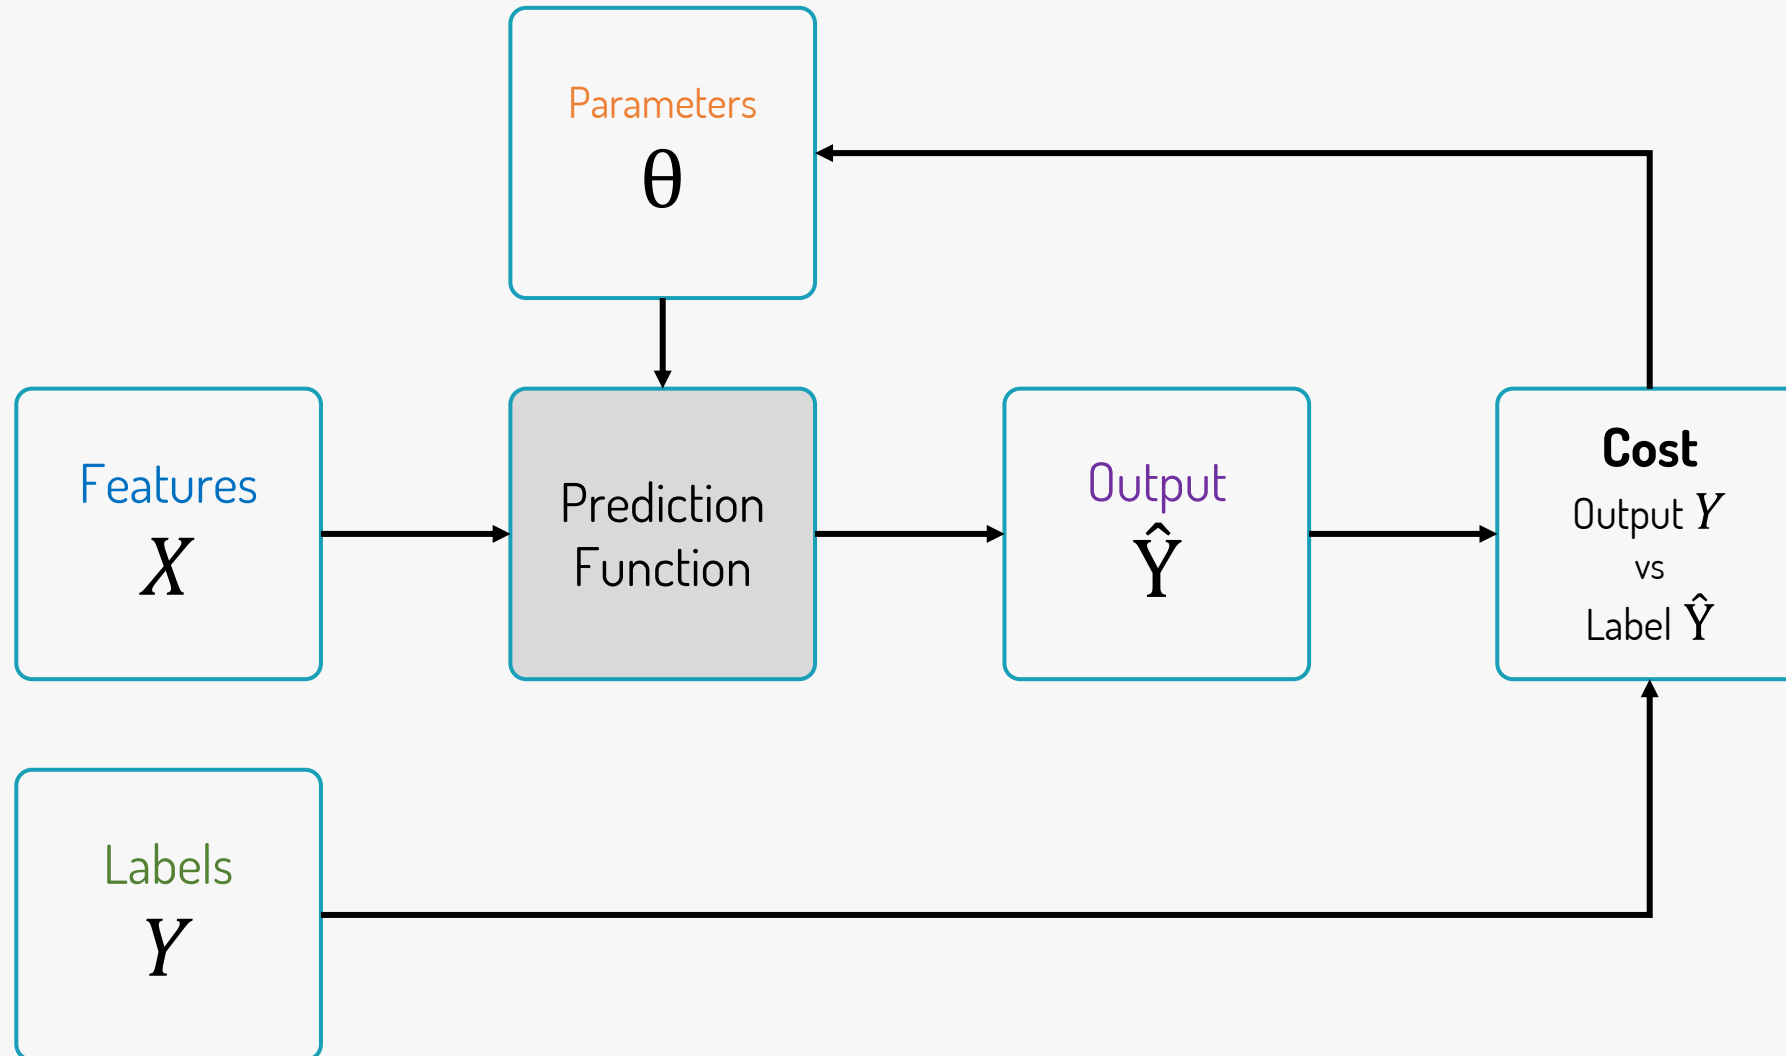 Parameters
θ
Features
X
Prediction
Function
Output
Ŷ
Cost
Output Y
vs
Label Ŷ
Labels
Y